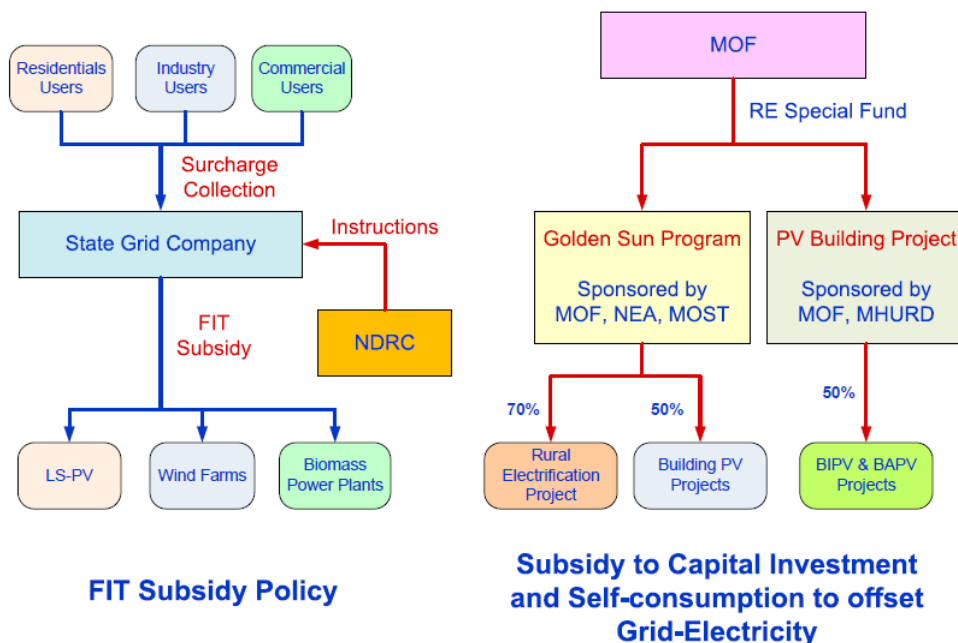 Residentials
Users
Industry
Users
Commercial
Users
Surcharge
Collection
State Grid Company
Instructions
NDRC
FIT
Subsidy
LS-PV
Wind Farms
Biomass
Power Plants
FIT Subsidy Policy
MOF
RE Special Fund
Golden Sun Program
Sponsored by
MOF, NEA, MOST
PV Building Project
Sponsored by
MOF, MHURD
70%
50%
50%
Rural
Electrification
Project
Building PV
Projects
BIPV & BAPV
Projects
Subsidy to Capital Investment
and Self-consumption to offset
Grid-Electricity